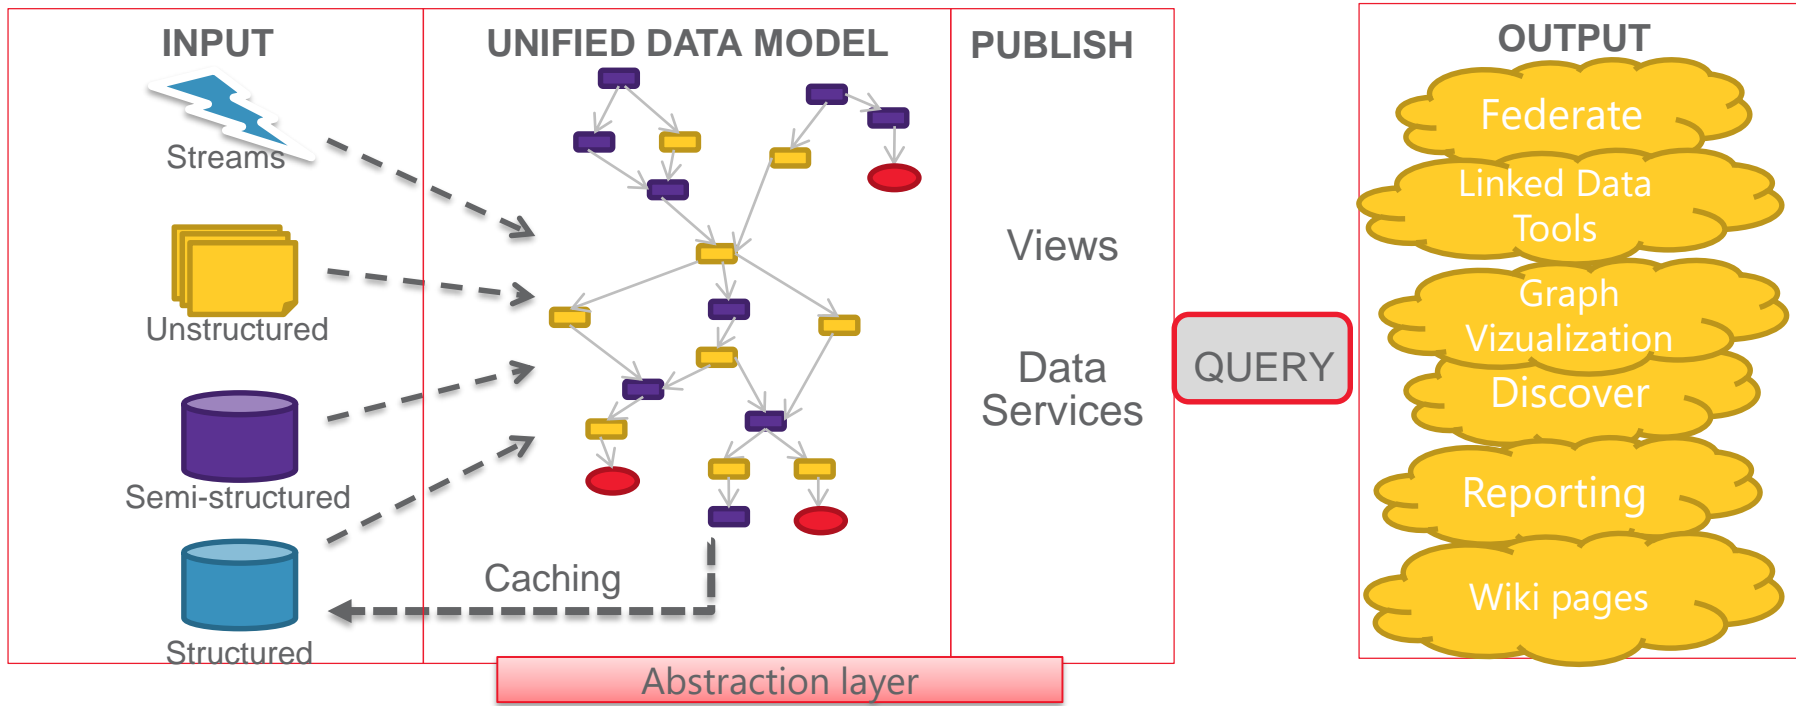 INPUT
Streams
Unstructured
Semi-structured
Structured
UNIFIED DATA MODEL
Caching
PUBLISH
Views
Data
Services
Abstraction layer
QUERY
OUTPUT
Federate
Linked Data
Tools
Graph
Vizualization
Discover
Reporting
Wiki pages